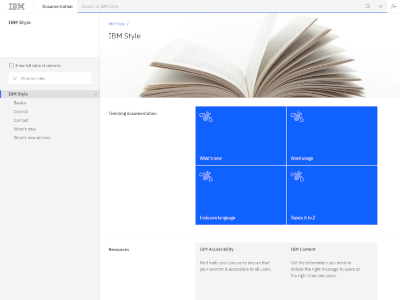 IBM
Documentation
Search in IBM Style
IBM Style
Show full table of contents
Filter on titles
IBM Style
Basics
Council
Contact
What's new
What's new archive
IBM Style /
IBM Style
Trending documentation
What's new
Word usage
Inclusive language
Topics A to Z
Resources
IBM Accessibility
Find tools you can use to ensure that
your content is accessible to all users.
IBM Content
Get the information you need to
deliver the right message to users at
the right time and place.